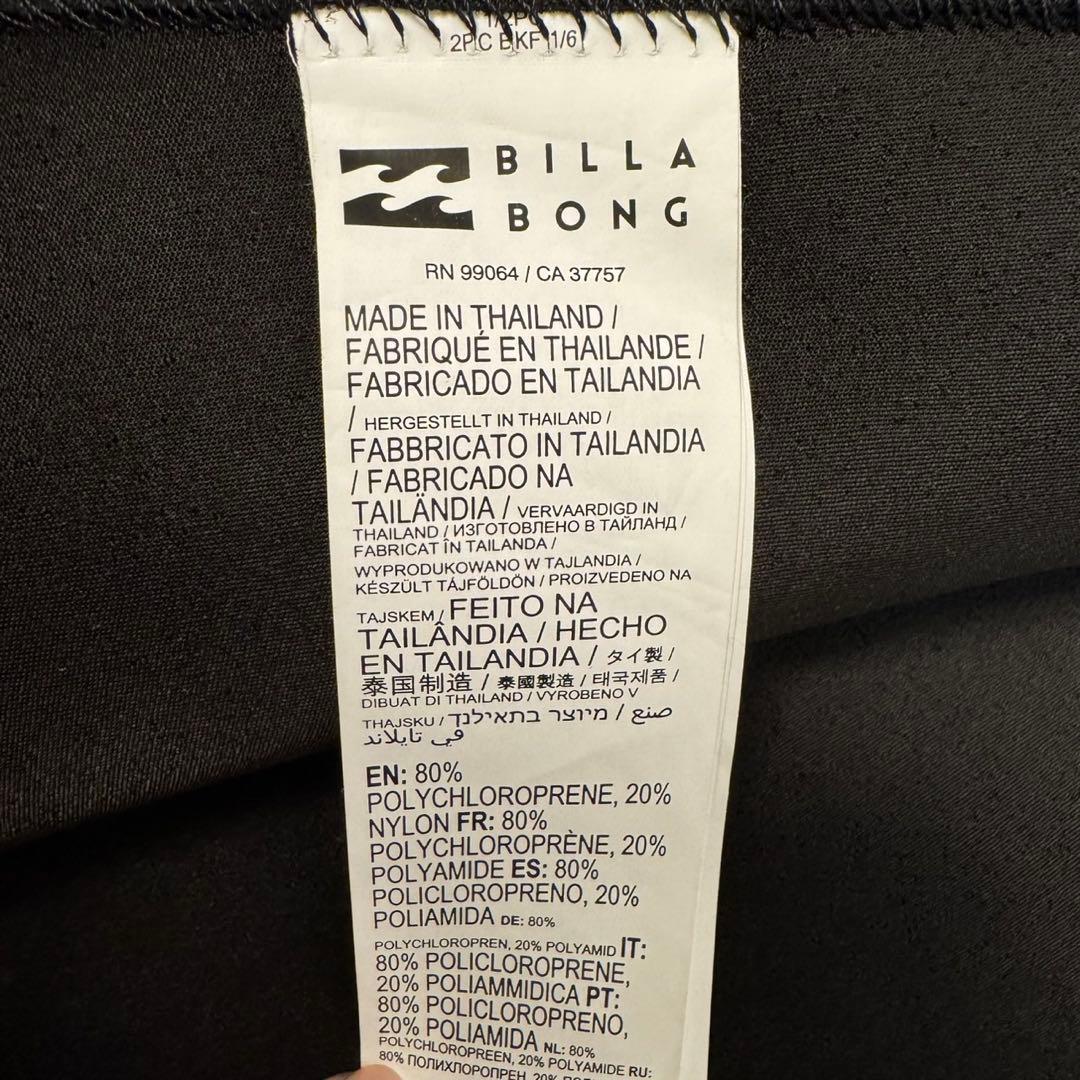 2PC BKF 1/6
BILLA
BONG
RN 99064 / CA 37757
MADE IN THAILAND /
FABRIQUÉ EN THAILANDE /
FABRICADO EN TAILANDIA
/ HERGESTELLT IN THAILAND /
FABBRICATO IN TAILANDIA
/ FABRICADO NA
TAILÄNDIA / VERVAARDIGD IN
THAILAND / ИЗГОТОВЛЕНО В ТАЙЛАНД /
FABRICAT ÎN TAILANDA /
WYPRODUKOWANO W TAJLANDIA /
KÉSZÜLT TÁJFÖLDÖN / PROIZVEDENO NA
TAJSKEM / FEITO NA
TAILÂNDIA / HECHO
EN TAILANDIA / タイ製 /
泰国制造 / 泰國製造 / 태국제품 /
DIBUAT DI THAILAND / VYROBENO V
THAJSKU / מיוצר בתאילנד / صنع
في تايلاند
EN: 80%
POLYCHLOROPRENE, 20%
NYLON FR: 80%
POLYCHLOROPRÈNE, 20%
POLYAMIDE ES: 80%
POLICLOROPRENO, 20%
POLIAMIDA DE: 80%
POLYCHLOROPREN, 20% POLYAMID IT:
80% POLICLOROPRENE,
20% POLIAMMIDICA PT:
80% POLICLOROPRENO,
20% POLIAMIDA NL: 80%
POLYCHLOROPREEN, 20% POLYAMIDE RU:
80% ПОЛИХЛОРОПРЕН, 20%